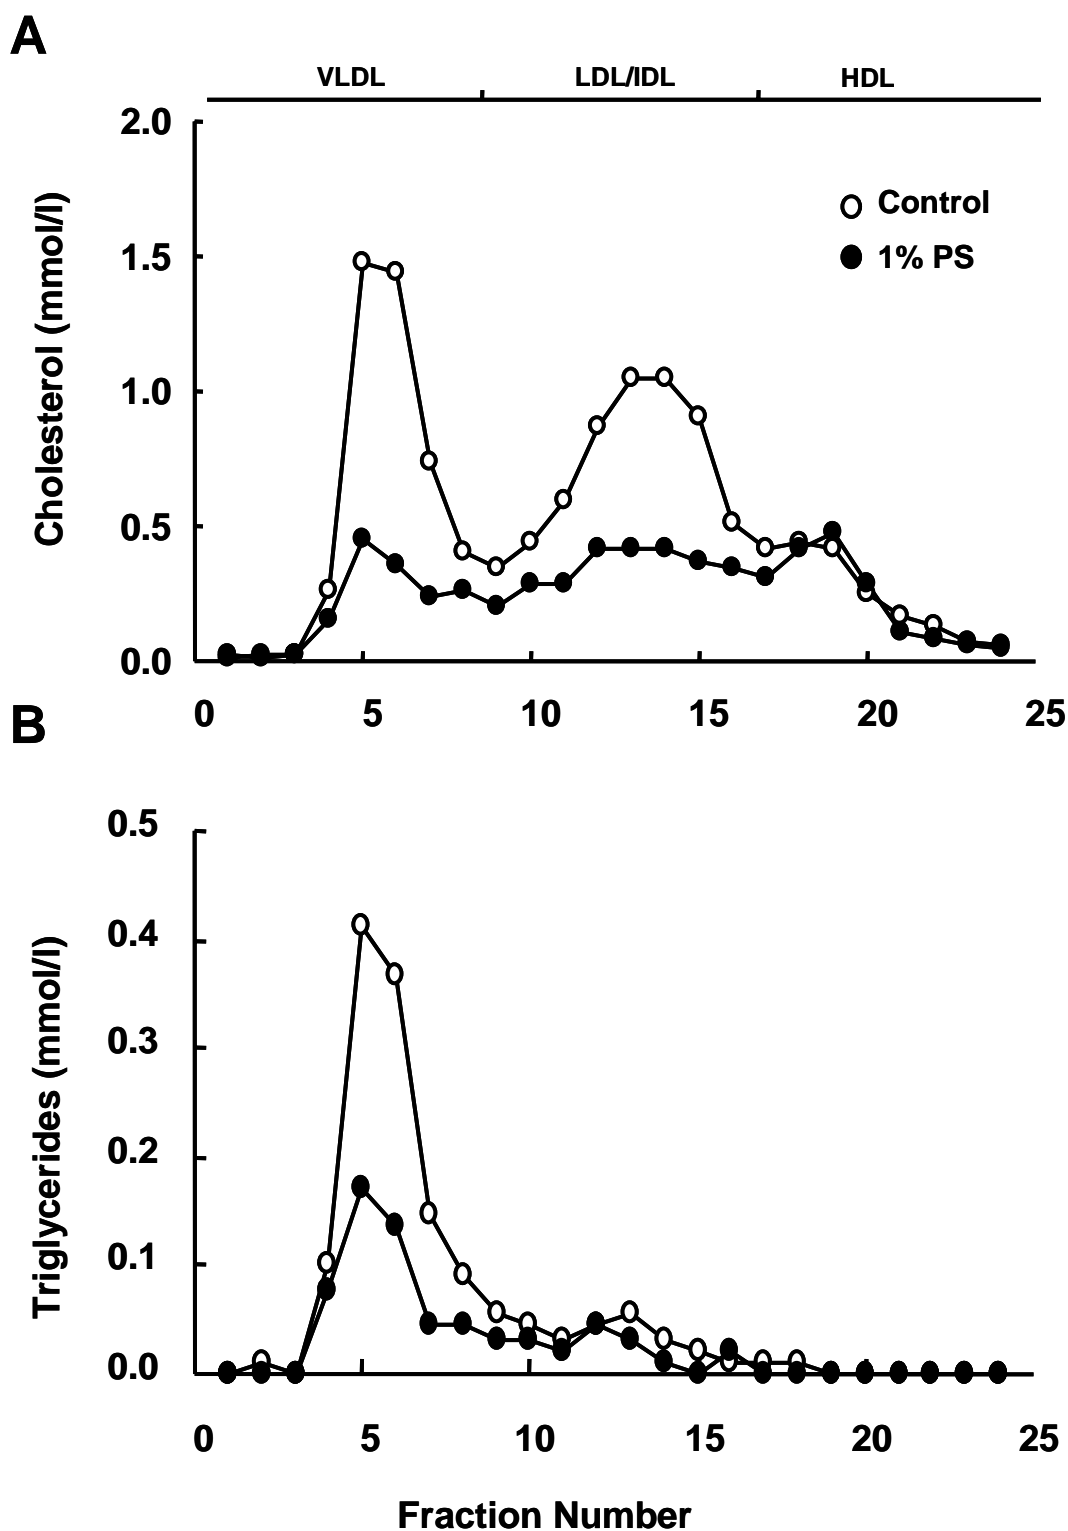 A
VLDL LDL/IDL HDL
2.0
1.5
1.0
0.5
0.0
Cholesterol (mmol/l)
Control
1% PS
0 5 10 15 20 25
B
0.5
0.4
0.3
0.2
0.1
0.0
Triglycerides (mmol/l)
0 5 10 15 20 25
Fraction Number